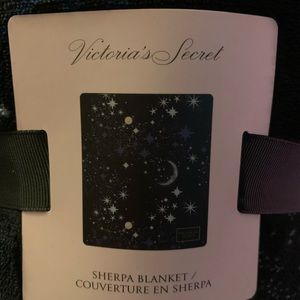 Victoria's Secret
SHERPA BLANKET /
COUVERTURE EN SHERPA